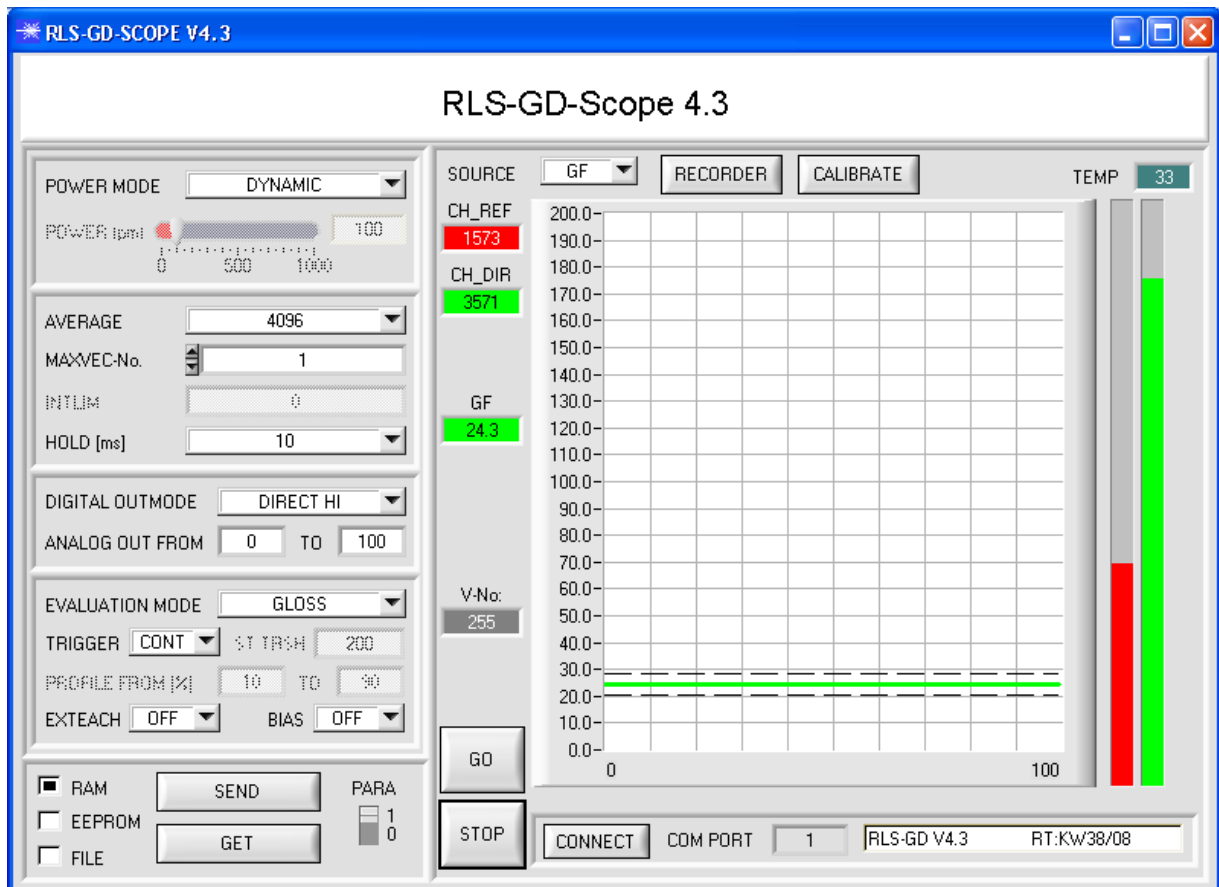 RLS-GD-SCOPE V4.3
RLS-GD-Scope 4.3
POWER MODE DYNAMIC
POWER [pm] 100
0 500 1000
AVERAGE 4096
MAXVEC-No. 1
INTLIM 0
HOLD [ms] 10
DIGITAL OUTMODE DIRECT HI
ANALOG OUT FROM 0 TO 100
EVALUATION MODE GLOSS
TRIGGER CONT ST TRSH 200
PROFILE FROM [%] 10 TO 90
EXTEACH OFF BIAS OFF
RAM SEND PARA
EEPROM 1
0
FILE GET
SOURCE GF RECORDER CALIBRATE TEMP 33
CH_REF
1573
CH_DIR
3571
GF
24.3
V-No:
255
GO
STOP
200.0
190.0
180.0
170.0
160.0
150.0
140.0
130.0
120.0
110.0
100.0
90.0
80.0
70.0
60.0
50.0
40.0
30.0
20.0
10.0
0.0
0 100
CONNECT COM PORT 1 RLS-GD V4.3 RT:KW38/08